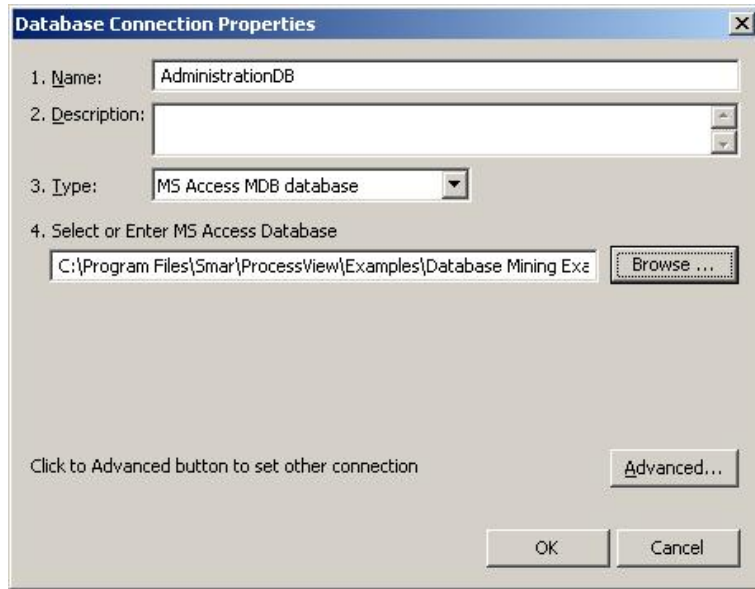 Database Connection Properties
1. Name: AdministrationDB
2. Description:
3. Type: MS Access MDB database
4. Select or Enter MS Access Database
C:\Program Files\Smar\ProcessView\Examples\Database Mining Exa Browse ...
Click to Advanced button to set other connection Advanced...
OK Cancel